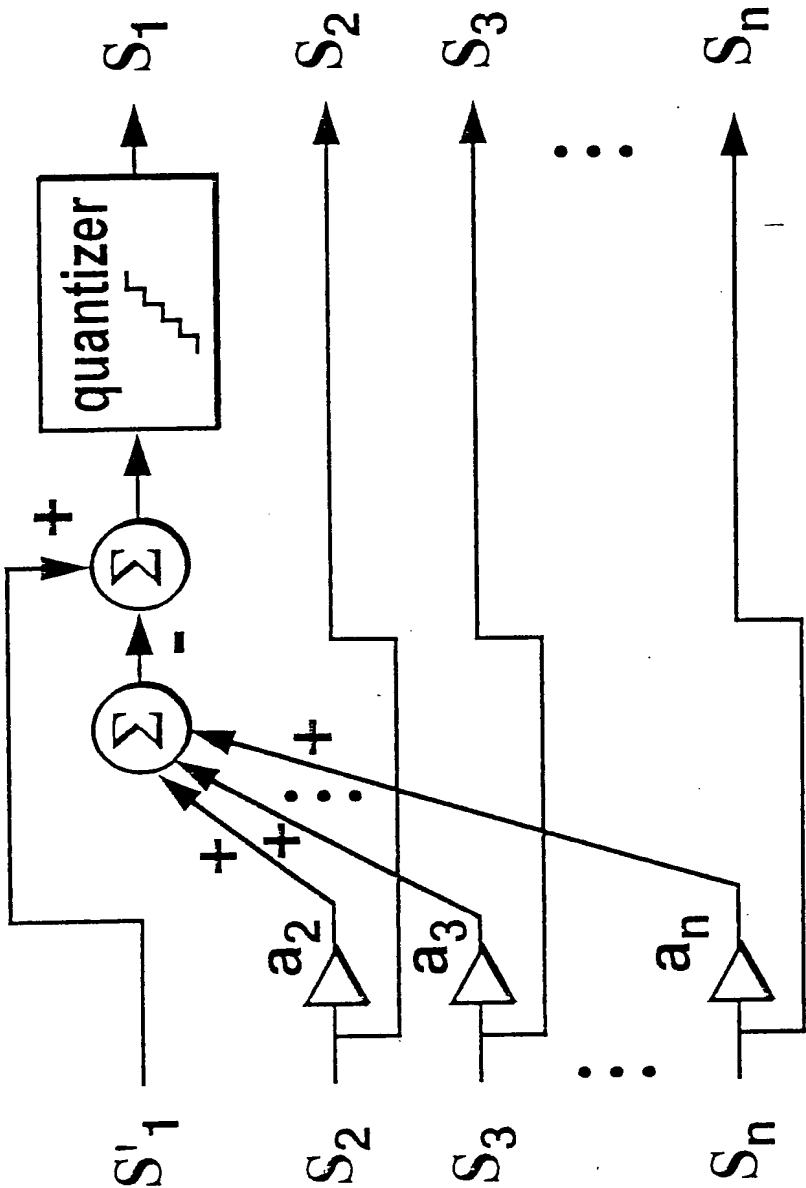 S'1
S2
S3
Sn
a2
a3
an
+
+
+
Σ
-
Σ
+
quantizer
S1
S2
S3
Sn